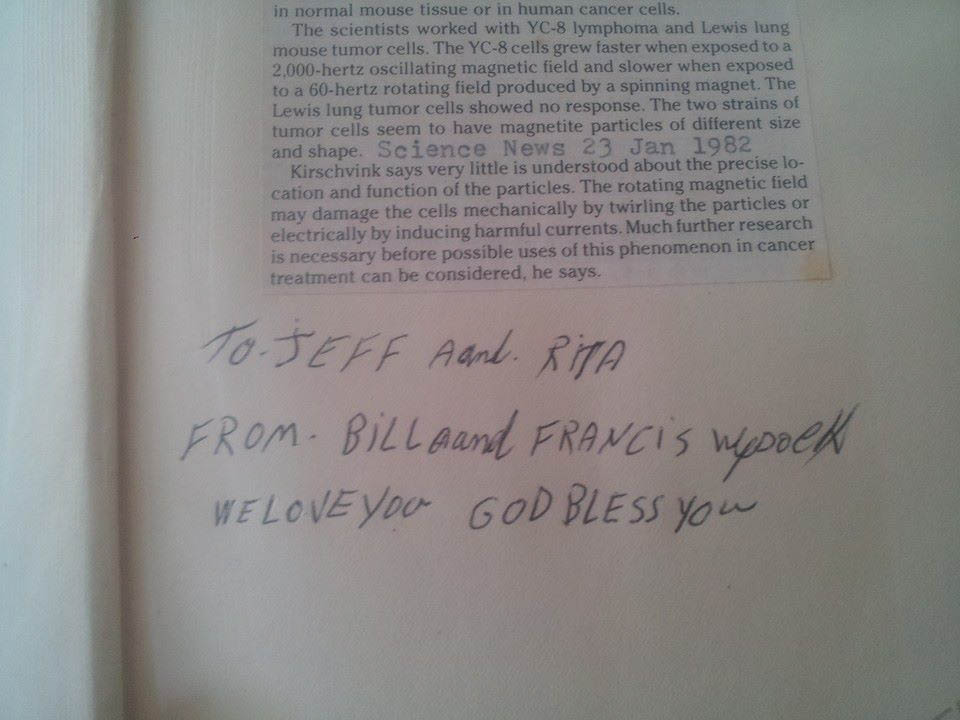 in normal mouse tissue or in human cancer cells.
The scientists worked with YC-8 lymphoma and Lewis lung
mouse tumor cells. The YC-8 cells grew faster when exposed to a
2,000-hertz oscillating magnetic field and slower when exposed
to a 60-hertz rotating field produced by a spinning magnet. The
Lewis lung tumor cells showed no response. The two strains of
tumor cells seem to have magnetite particles of different size
and shape. Science News 23 Jan 1982
Kirschvink says very little is understood about the precise lo-
cation and function of the particles. The rotating magnetic field
may damage the cells mechanically by twirling the particles or
electrically by inducing harmful currents. Much further research
is necessary before possible uses of this phenomenon in cancer
treatment can be considered, he says.
To. JEFF Aand. RITA
FROM. BILL Aand FRANCIS
WE LOVE you GOD BLESS you